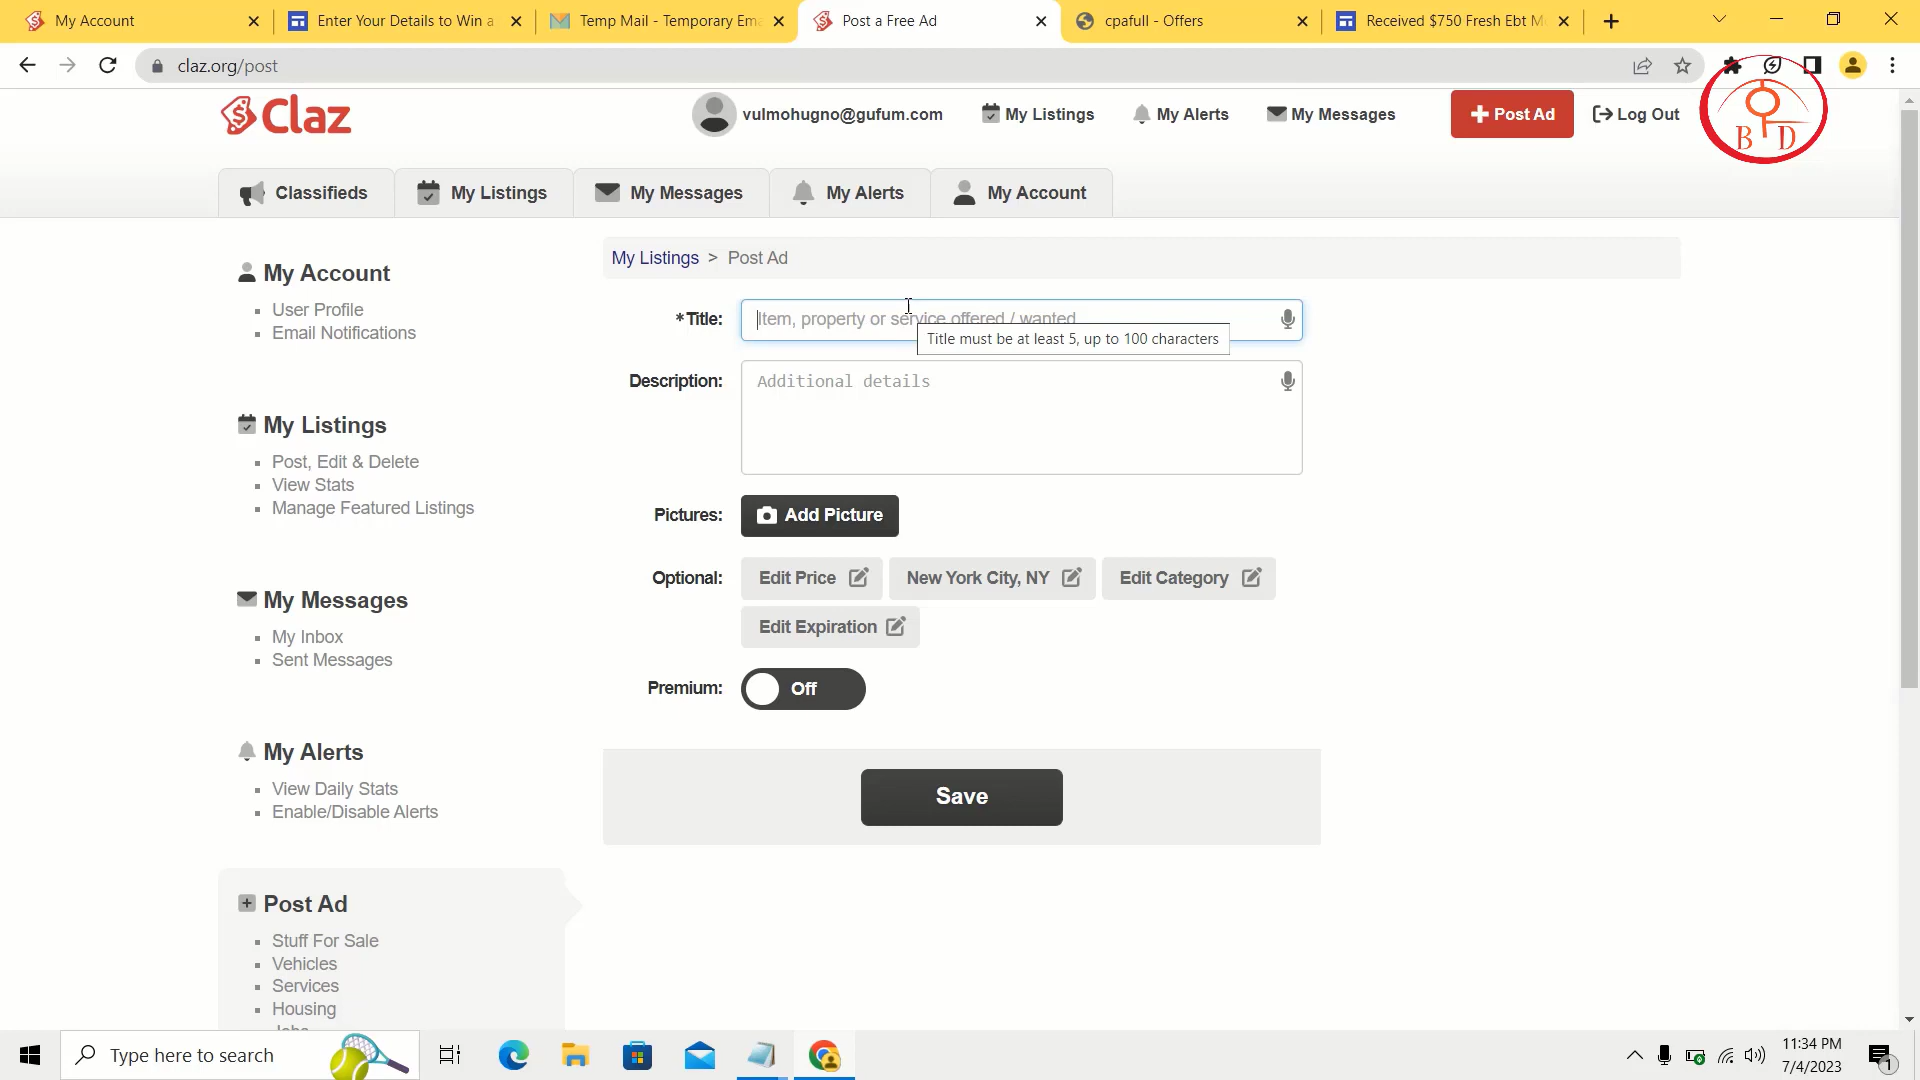 My Account
Enter Your Details to Win a
Temp Mail - Temporary Ema
Post a Free Ad
cpafull - Offers
Received $750 Fresh Ebt M
claz.org/post
Claz
vulmohugno@gufum.com
My Listings
My Alerts
My Messages
+ Post Ad
Log Out
B D
Classifieds
My Listings
My Messages
My Alerts
My Account
My Account
User Profile
Email Notifications
My Listings
Post, Edit & Delete
View Stats
Manage Featured Listings
My Messages
My Inbox
Sent Messages
My Alerts
View Daily Stats
Enable/Disable Alerts
Post Ad
Stuff For Sale
Vehicles
Services
Housing
My Listings > Post Ad
*Title:
Item, property or service offered / wanted
Title must be at least 5, up to 100 characters
Description:
Additional details
Pictures:
Add Picture
Optional:
Edit Price
New York City, NY
Edit Category
Edit Expiration
Premium:
Off
Save
Type here to search
11:34 PM
7/4/2023
1